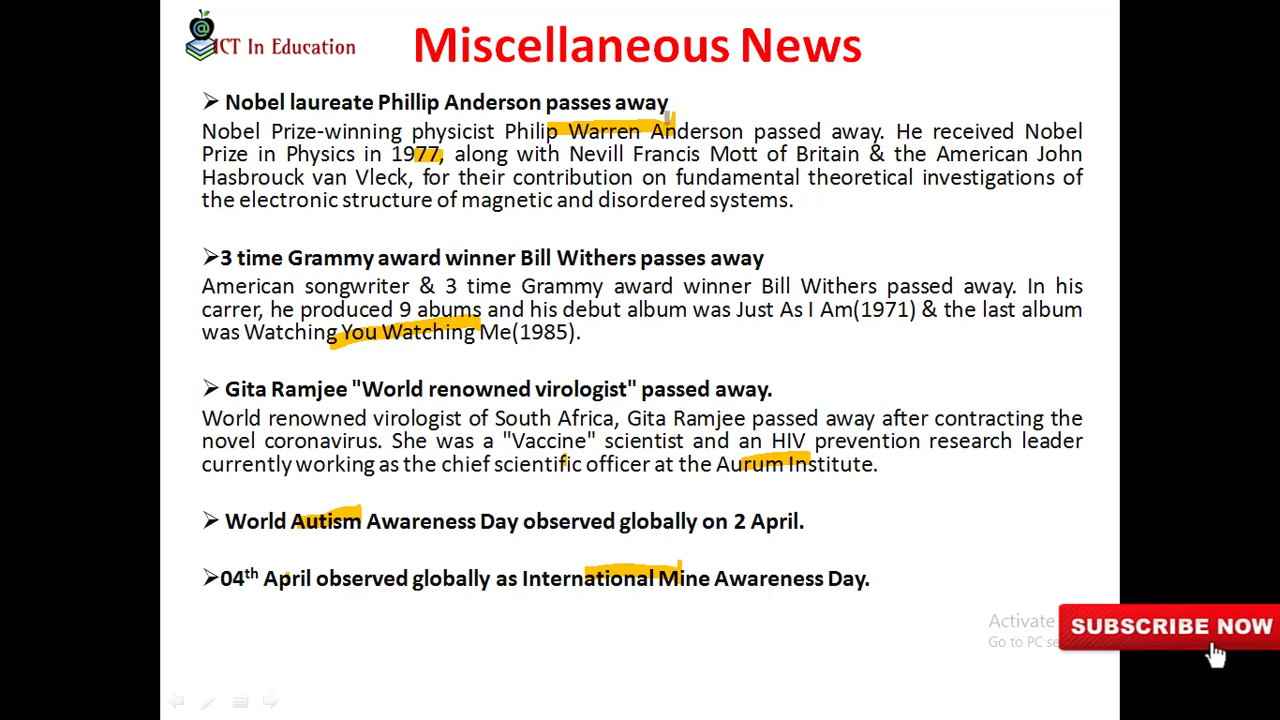 ICT In Education
Miscellaneous News
➢ Nobel laureate Phillip Anderson passes away
Nobel Prize-winning physicist Philip Warren Anderson passed away. He received Nobel
Prize in Physics in 1977, along with Nevill Francis Mott of Britain & the American John
Hasbrouck van Vleck, for their contribution on fundamental theoretical investigations of
the electronic structure of magnetic and disordered systems.
➢3 time Grammy award winner Bill Withers passes away
American songwriter & 3 time Grammy award winner Bill Withers passed away. In his
carrer, he produced 9 abums and his debut album was Just As I Am(1971) & the last album
was Watching You Watching Me(1985).
➢ Gita Ramjee "World renowned virologist" passed away.
World renowned virologist of South Africa, Gita Ramjee passed away after contracting the
novel coronavirus. She was a "Vaccine" scientist and an HIV prevention research leader
currently working as the chief scientific officer at the Aurum Institute.
➢ World Autism Awareness Day observed globally on 2 April.
➢04th April observed globally as International Mine Awareness Day.
Activate
Go to PC se
SUBSCRIBE NOW